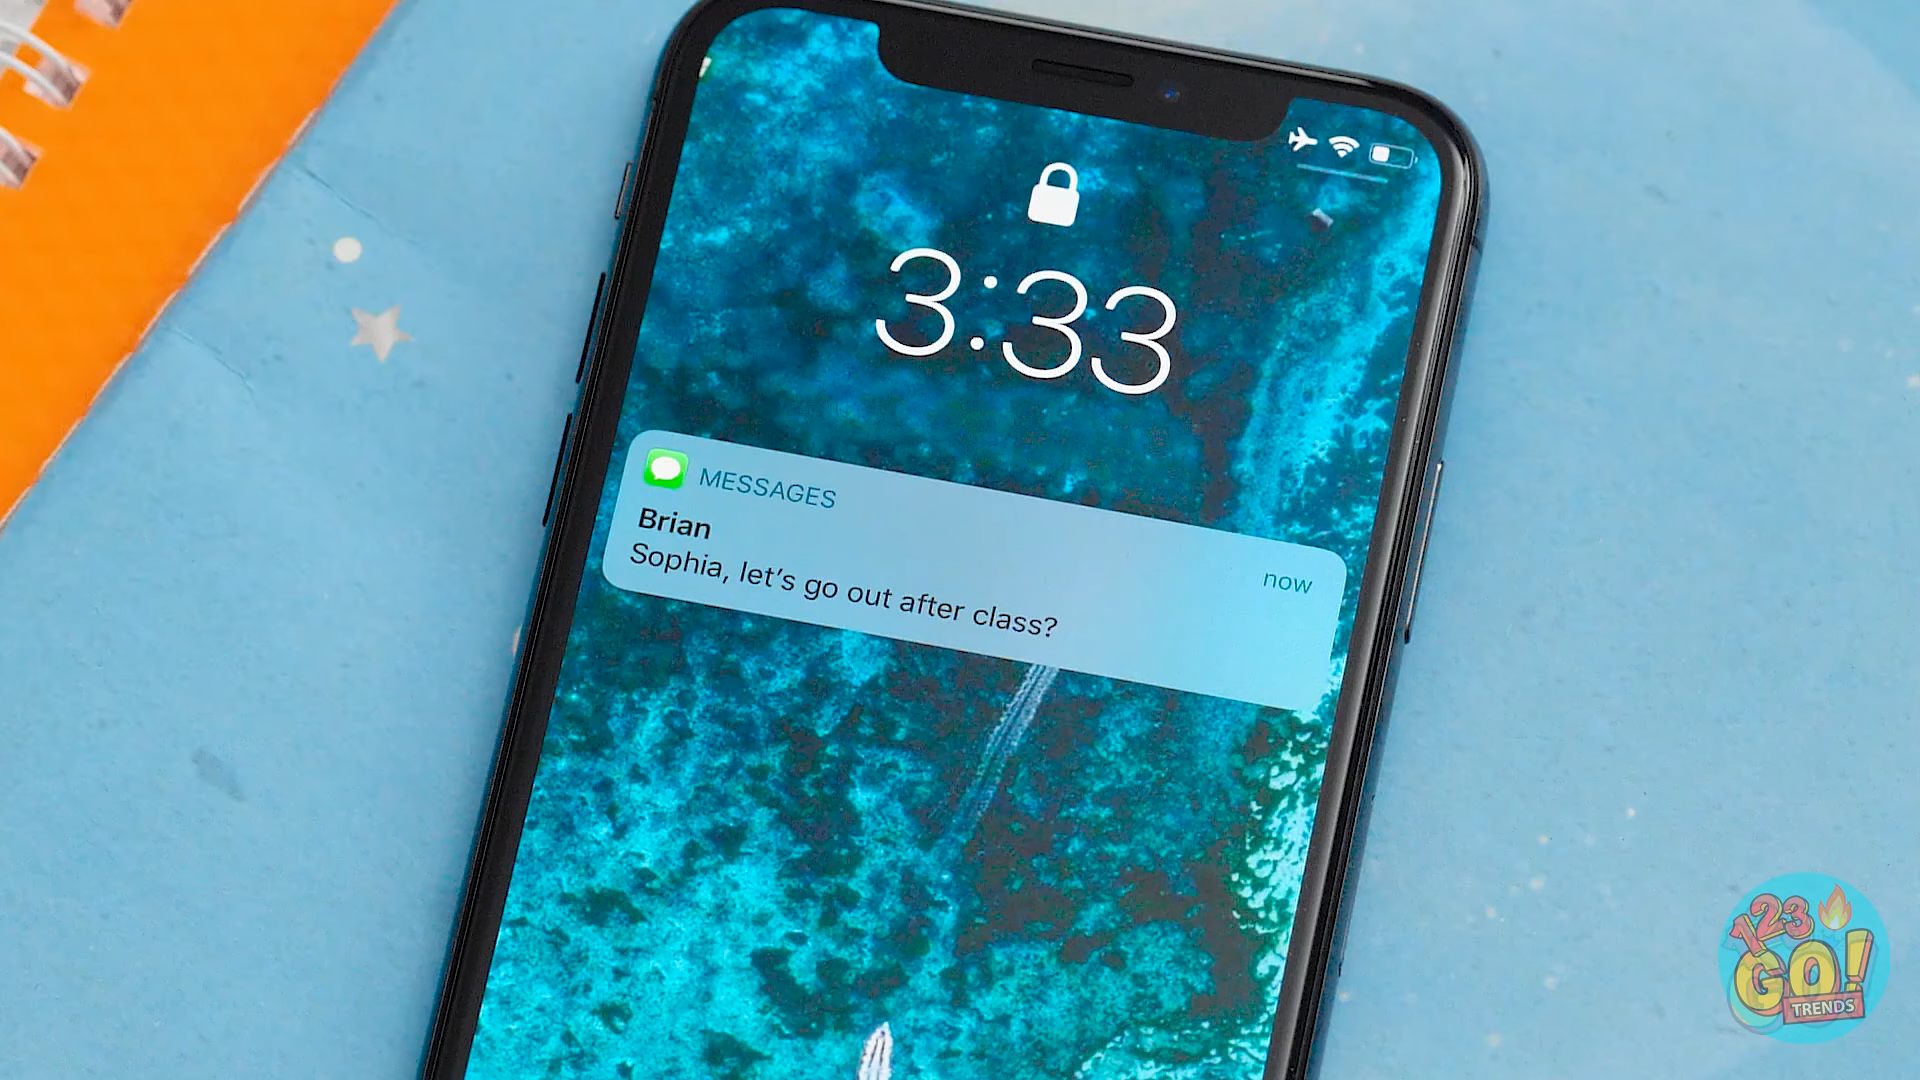 3:33
MESSAGES
Brian
now
Sophia, let’s go out after class?
123
GO!
TRENDS